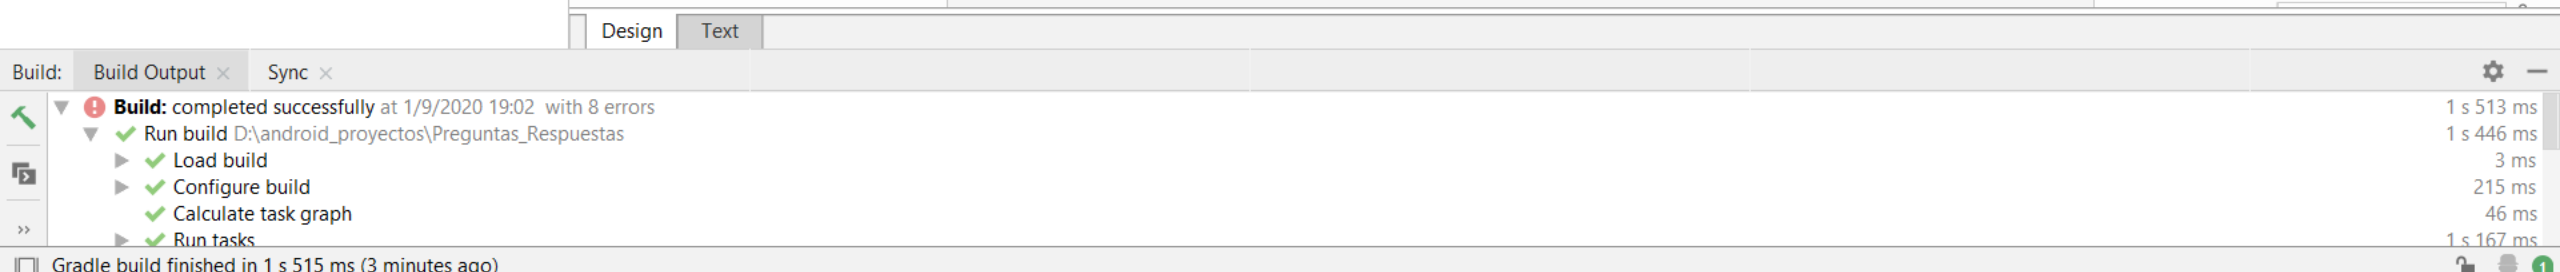 Design Text
Build: Build Output Sync
Build: completed successfully at 1/9/2020 19:02 with 8 errors 1 s 513 ms
Run build D:\android_proyectos\Preguntas_Respuestas 1 s 446 ms
Load build 3 ms
Configure build 215 ms
Calculate task graph 46 ms
Run tasks 1 s 167 ms
Gradle build finished in 1 s 515 ms (3 minutes ago) 1